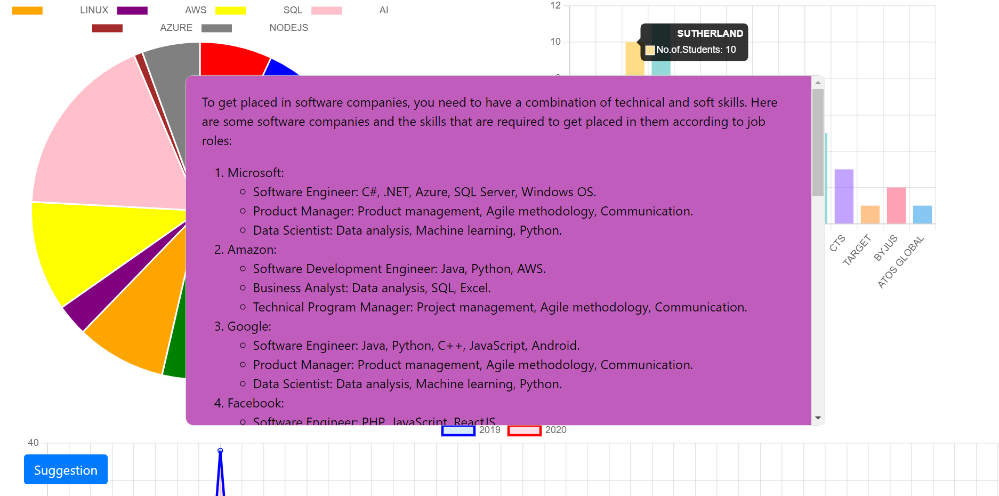 LINUX AWS SQL AI
AZURE NODEJS
12
10
SUTHERLAND
No.of.Students: 10
To get placed in software companies, you need to have a combination of technical and soft skills. Here
are some software companies and the skills that are required to get placed in them according to job
roles:
1. Microsoft:
Software Engineer: C#, .NET, Azure, SQL Server, Windows OS.
Product Manager: Product management, Agile methodology, Communication.
Data Scientist: Data analysis, Machine learning, Python.
2. Amazon:
Software Development Engineer: Java, Python, AWS.
Business Analyst: Data analysis, SQL, Excel.
Technical Program Manager: Project management, Agile methodology, Communication.
3. Google:
Software Engineer: Java, Python, C++, JavaScript, Android.
Product Manager: Product management, Agile methodology, Communication.
Data Scientist: Data analysis, Machine learning, Python.
4. Facebook:
Software Engineer: PHP, JavaScript, ReactJS
CTS
TARGET
BYJUS
ATOS GLOBAL
2019 2020
40
Suggestion